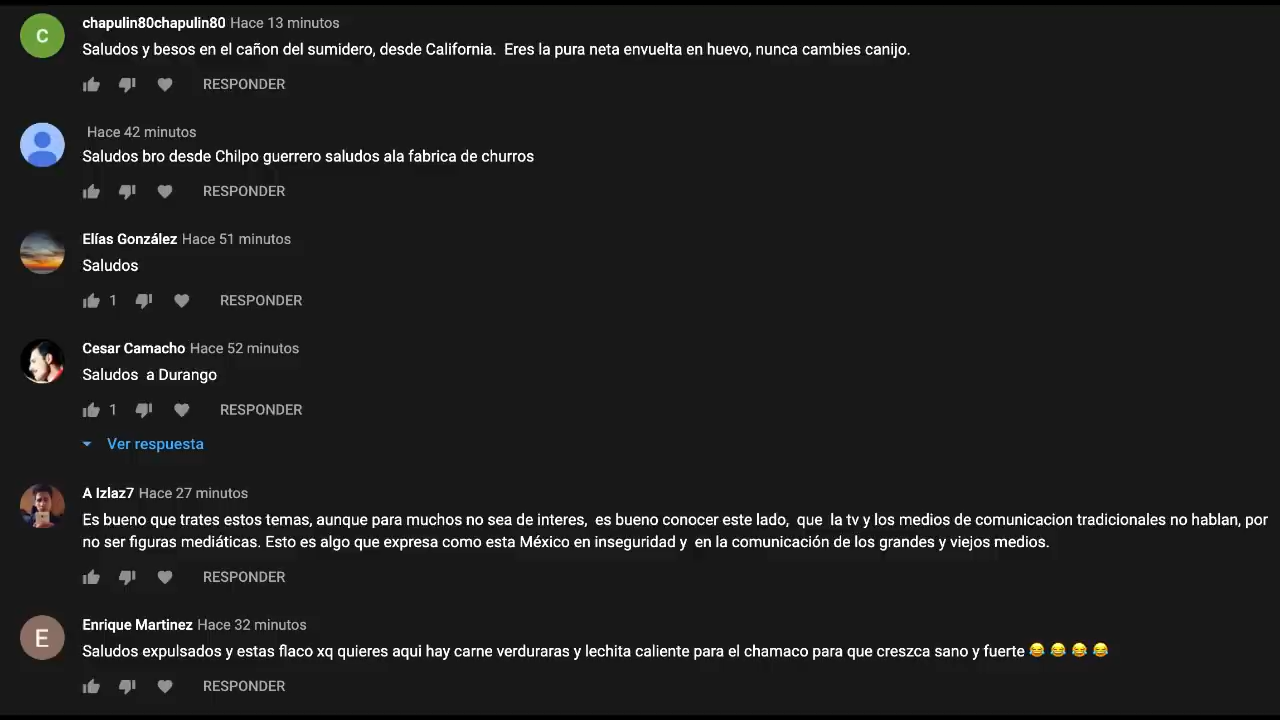 C
chapulin80chapulin80 Hace 13 minutos
Saludos y besos en el cañon del sumidero, desde California. Eres la pura neta envuelta en huevo, nunca cambies canijo.
RESPONDER
Hace 42 minutos
Saludos bro desde Chilpo guerrero saludos ala fabrica de churros
RESPONDER
Elías González Hace 51 minutos
Saludos
1 RESPONDER
Cesar Camacho Hace 52 minutos
Saludos a Durango
1 RESPONDER
Ver respuesta
A Izlaz7 Hace 27 minutos
Es bueno que trates estos temas, aunque para muchos no sea de interes, es bueno conocer este lado, que la tv y los medios de comunicacion tradicionales no hablan, por
no ser figuras mediáticas. Esto es algo que expresa como esta México en inseguridad y en la comunicación de los grandes y viejos medios.
RESPONDER
E
Enrique Martinez Hace 32 minutos
Saludos expulsados y estas flaco xq quieres aqui hay carne verduraras y lechita caliente para el chamaco para que creszca sano y fuerte 😂 😂 😂 😂
RESPONDER